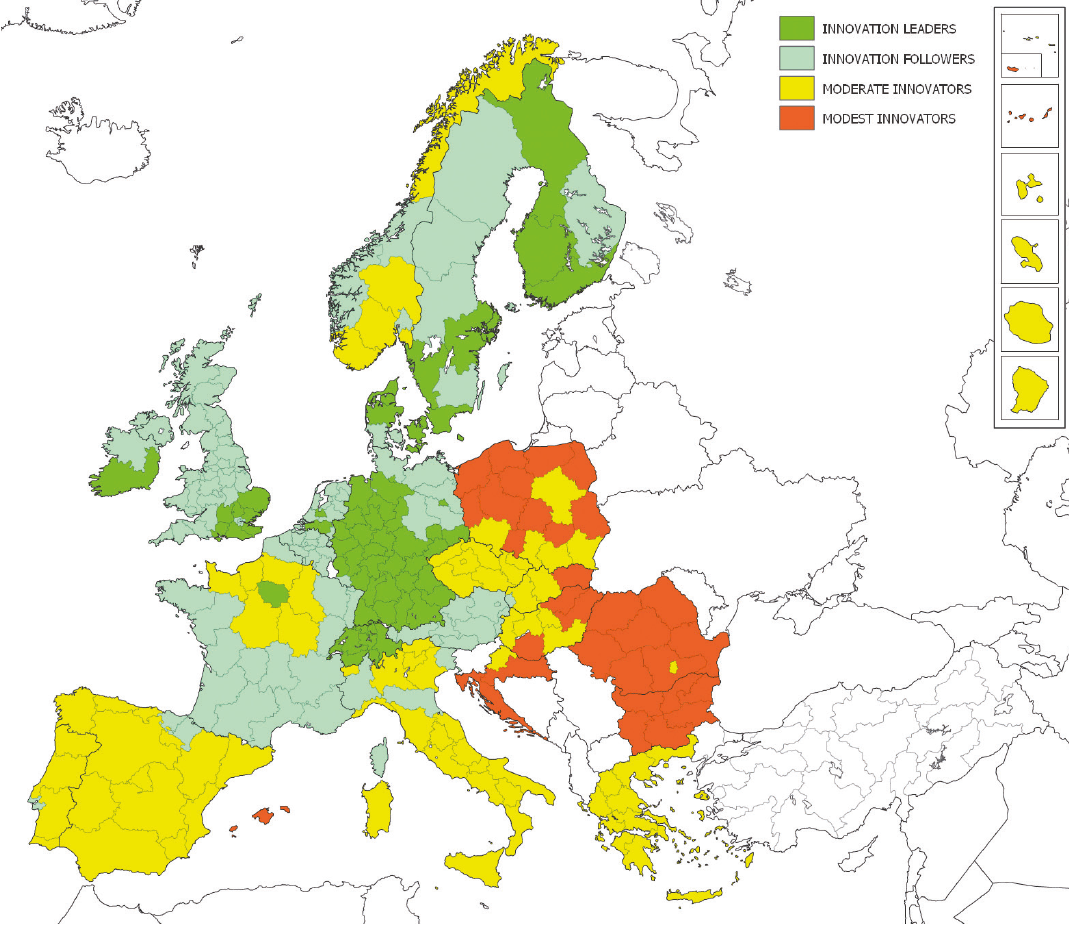 INNOVATION LEADERS
INNOVATION FOLLOWERS
MODERATE INNOVATORS
MODEST INNOVATORS